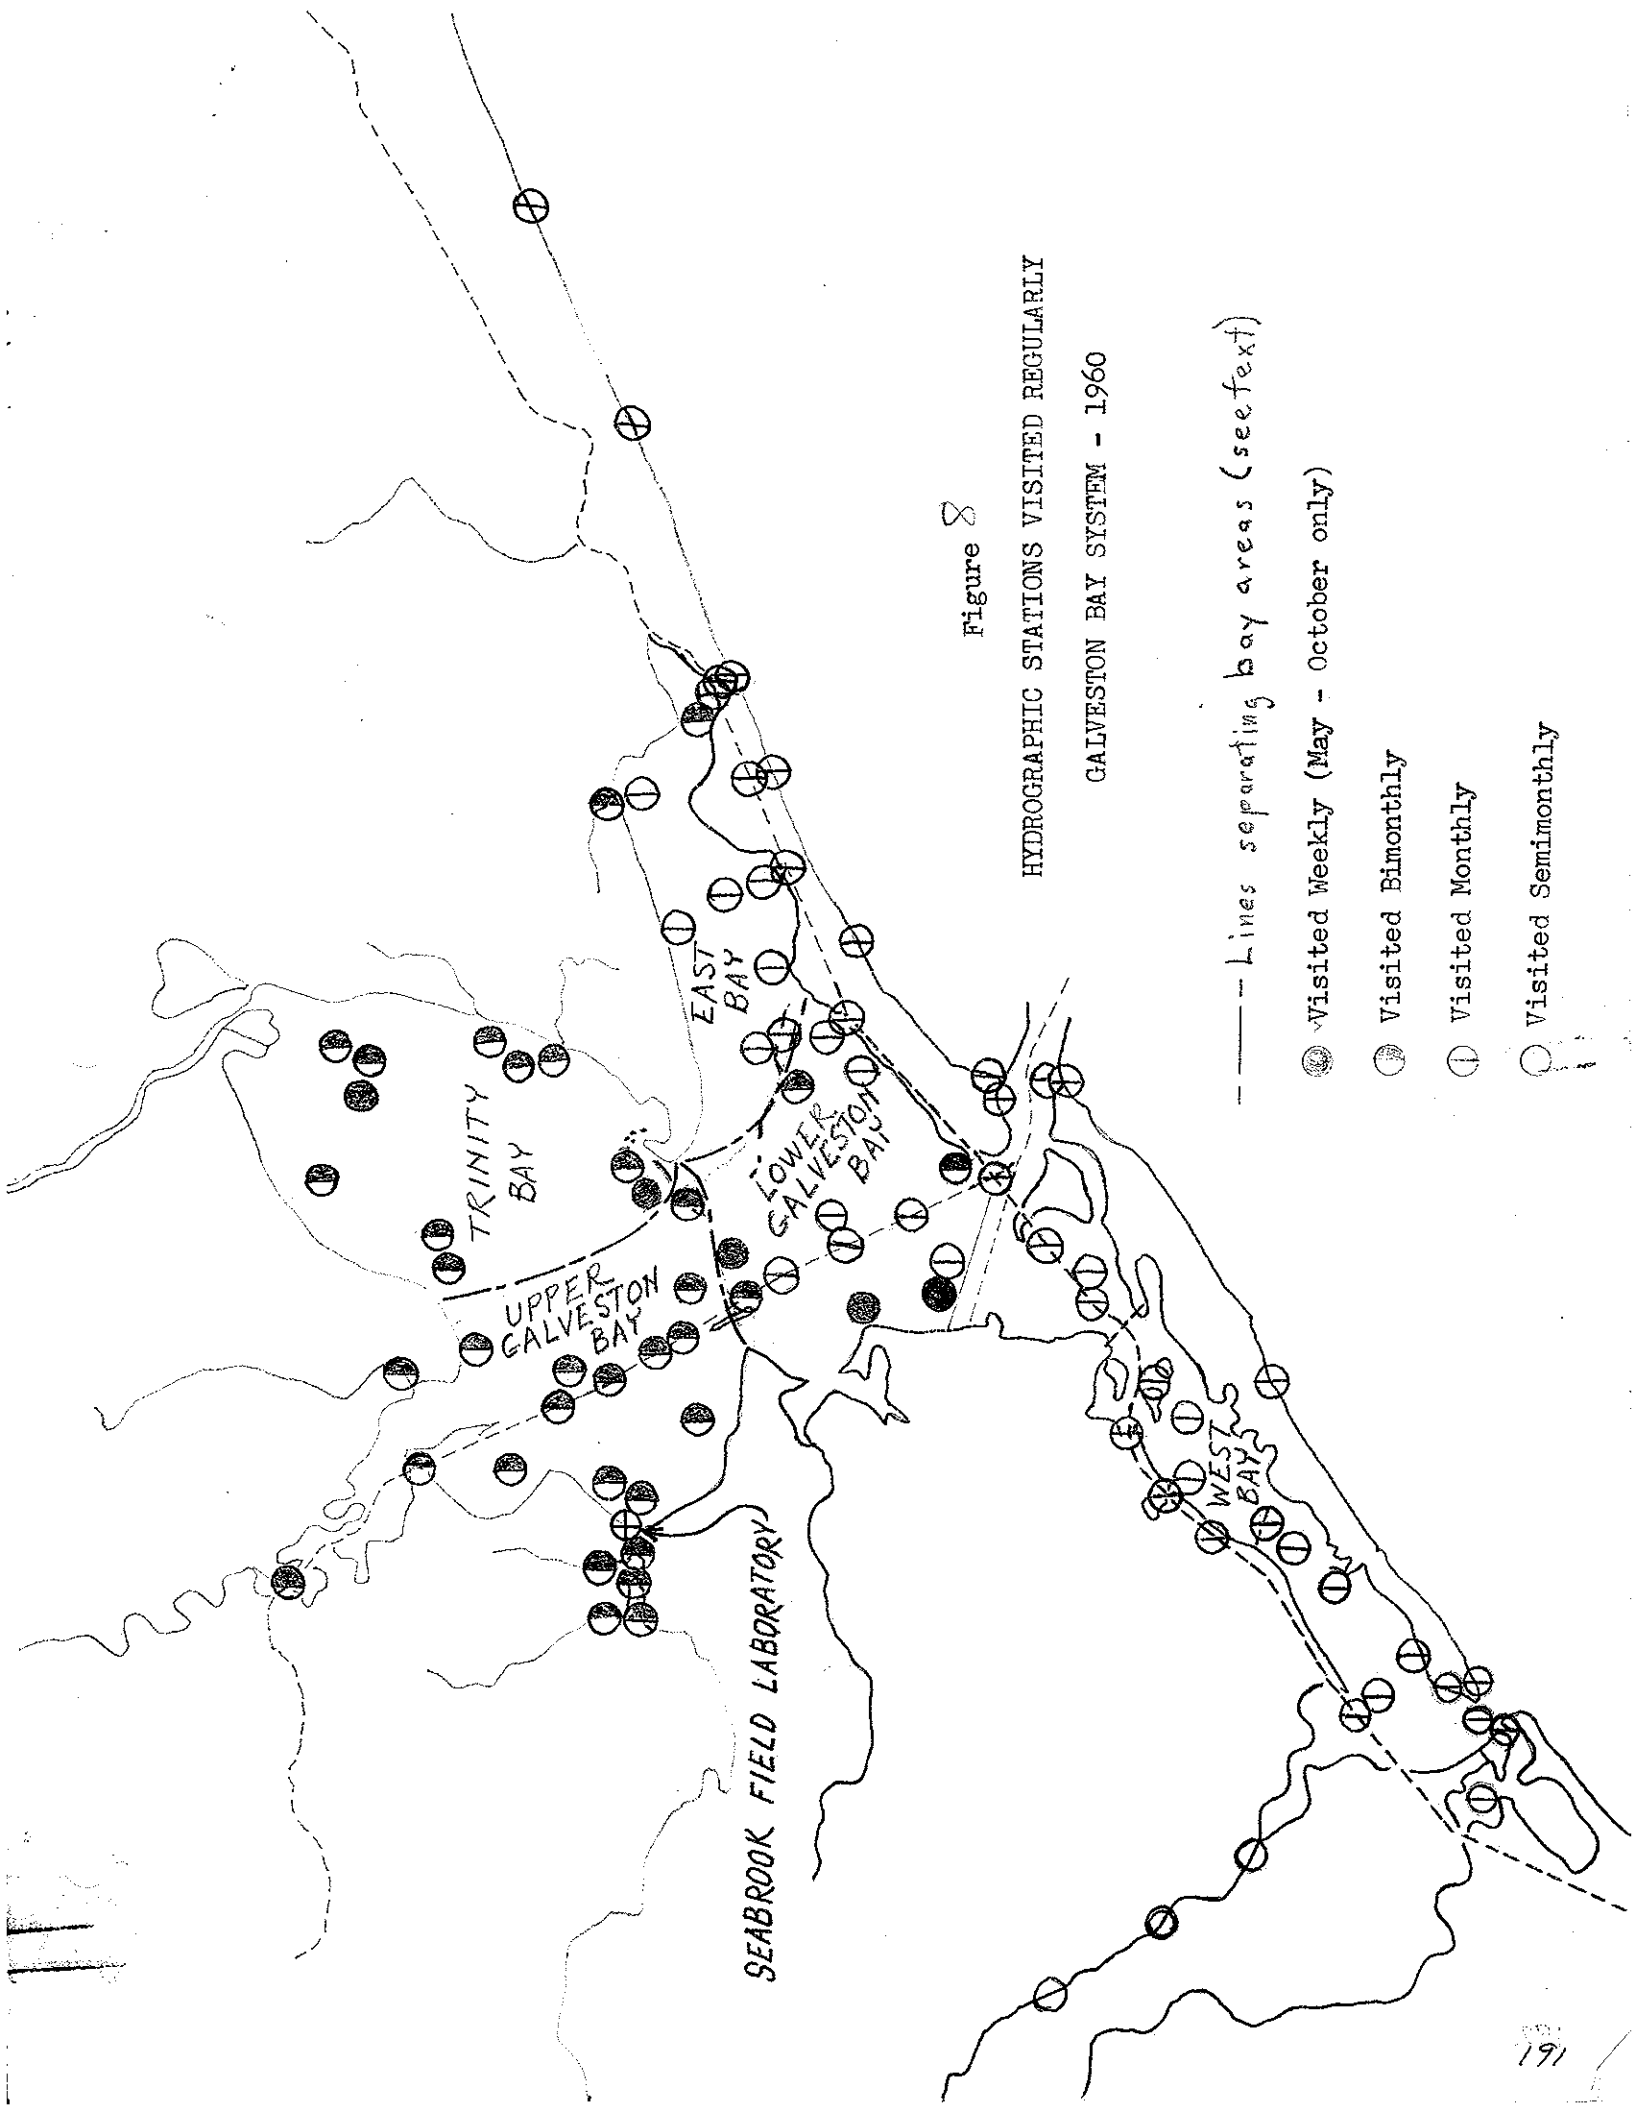 TRINITY
BAY
UPPER
GALVESTON
BAY
EAST
BAY
LOWER
GALVESTON
BAY
WEST
BAY
SEABROOK FIELD LABORATORY
Figure 8
HYDROGRAPHIC STATIONS VISITED REGULARLY
GALVESTON BAY SYSTEM - 1960
Lines separating bay areas (see text)
Visited Weekly (May - October only)
Visited Bimonthly
Visited Monthly
Visited Semimonthly
191